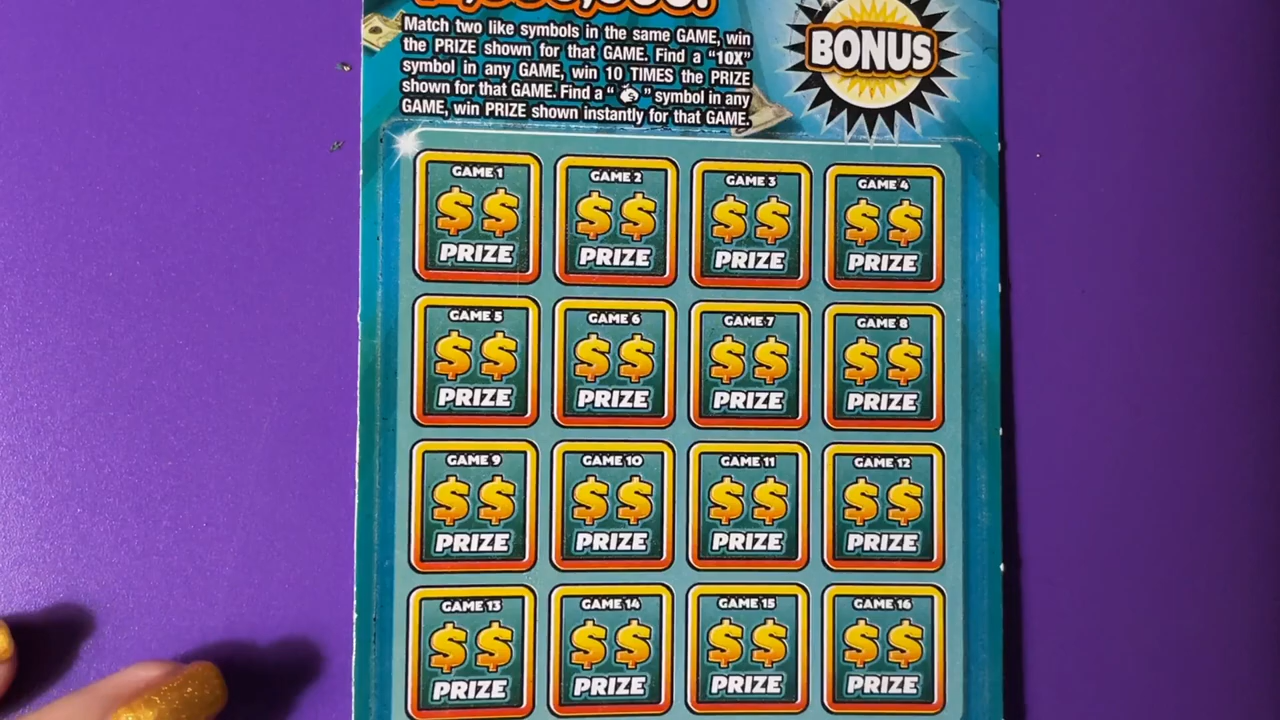 Match two like symbols in the same GAME, win
the PRIZE shown for that GAME. Find a "10X"
symbol in any GAME, win 10 TIMES the PRIZE
shown for that GAME. Find a " " symbol in any
GAME, win PRIZE shown instantly for that GAME.
BONUS
GAME 1 GAME 2 GAME 3 GAME 4
$ $ $ $ $ $ $ $
PRIZE PRIZE PRIZE PRIZE
GAME 5 GAME 6 GAME 7 GAME 8
$ $ $ $ $ $ $ $
PRIZE PRIZE PRIZE PRIZE
GAME 9 GAME 10 GAME 11 GAME 12
$ $ $ $ $ $ $ $
PRIZE PRIZE PRIZE PRIZE
GAME 13 GAME 14 GAME 15 GAME 16
$ $ $ $ $ $ $ $
PRIZE PRIZE PRIZE PRIZE